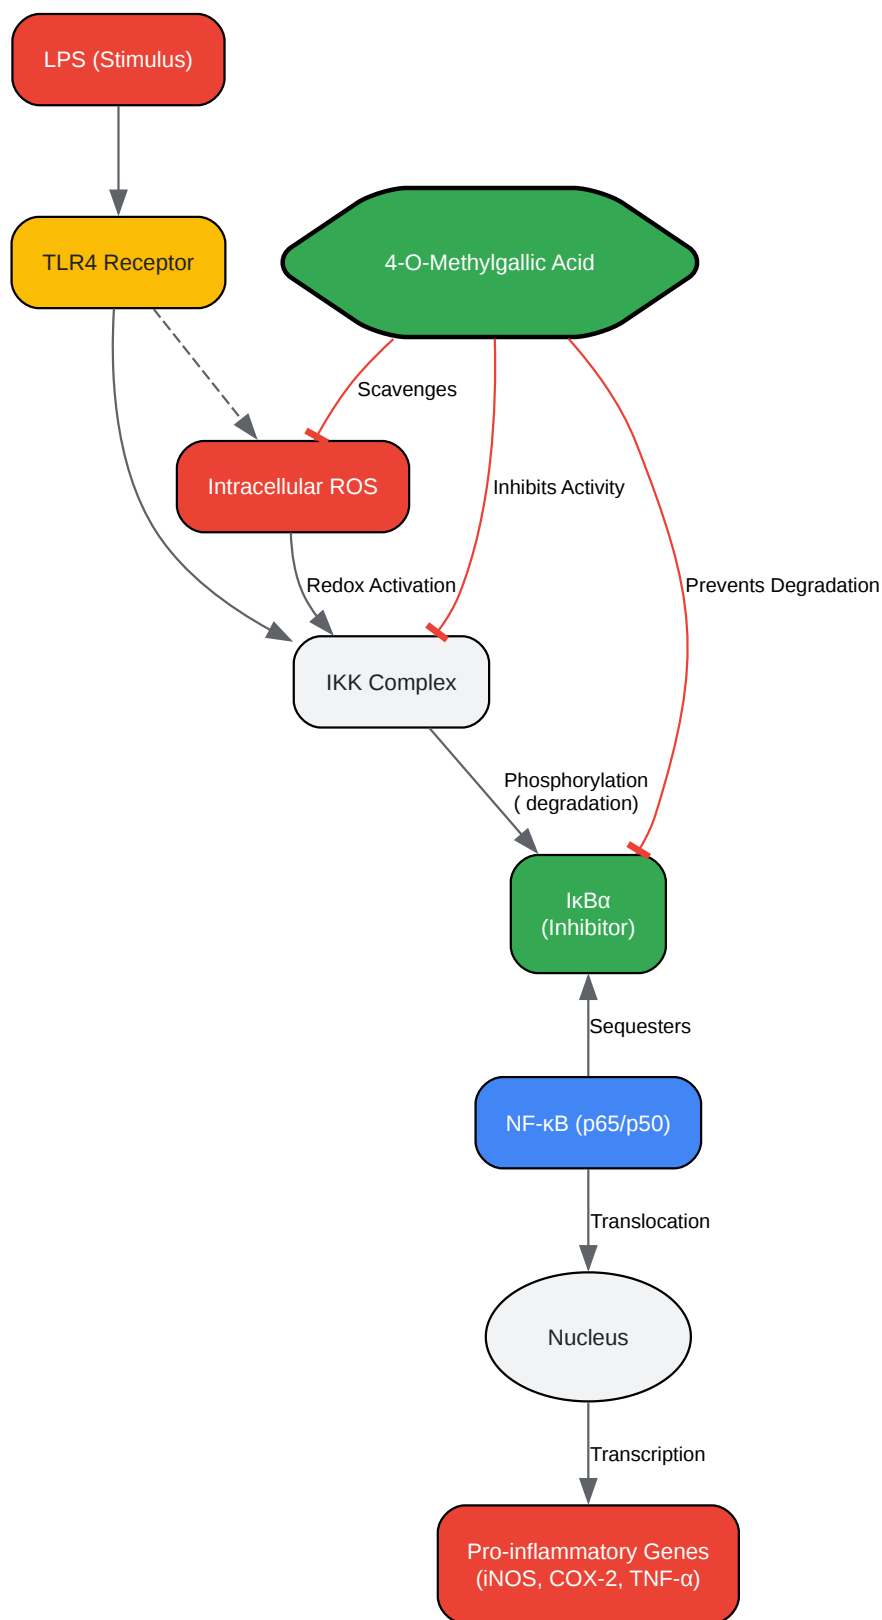 LPS (Stimulus)
TLR4 Receptor
4-O-Methylgallic Acid
Scavenges
Intracellular ROS
Inhibits Activity
Redox Activation
Prevents Degradation
IKK Complex
Phosphorylation
( degradation)
IκBα
(Inhibitor)
Sequesters
NF-κB (p65/p50)
Translocation
Nucleus
Transcription
Pro-inflammatory Genes
(iNOS, COX-2, TNF-α)